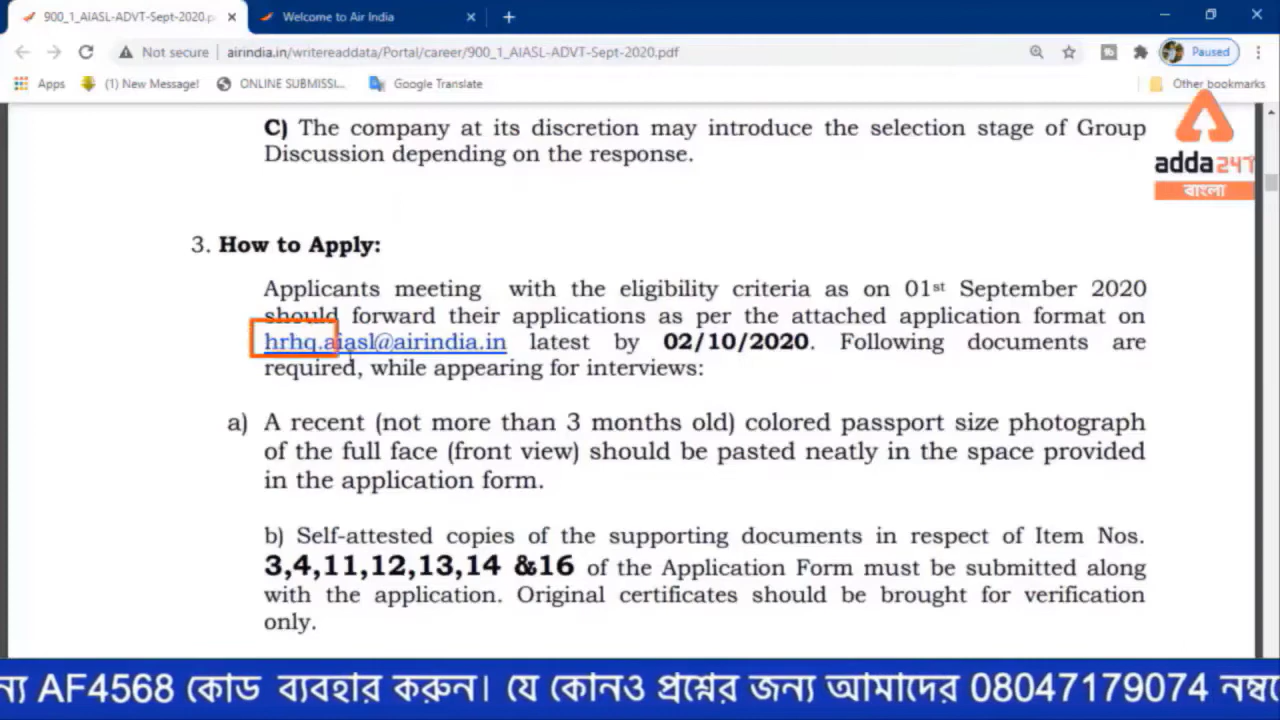 900_1_AIASL-ADVT-Sept-2020.p
Welcome to Air India
Not secure
airindia.in/writereaddata/Portal/career/900_1_AIASL-ADVT-Sept-2020.pdf
Paused
Apps
(1) New Message!
ONLINE SUBMISSI...
Google Translate
Other bookmarks
adda247
বাংলা
C) The company at its discretion may introduce the selection stage of Group
Discussion depending on the response.
3. How to Apply:
Applicants meeting with the eligibility criteria as on 01st September 2020
should forward their applications as per the attached application format on
hrhq.aiasl@airindia.in latest by 02/10/2020. Following documents are
required, while appearing for interviews:
a) A recent (not more than 3 months old) colored passport size photograph
of the full face (front view) should be pasted neatly in the space provided
in the application form.
b) Self-attested copies of the supporting documents in respect of Item Nos.
3,4,11,12,13,14 &16 of the Application Form must be submitted along
with the application. Original certificates should be brought for verification
only.
AF4568 কোড ব্যবহার করুন। যে কোনও প্রশ্নের জন্য আমাদের 08047179074